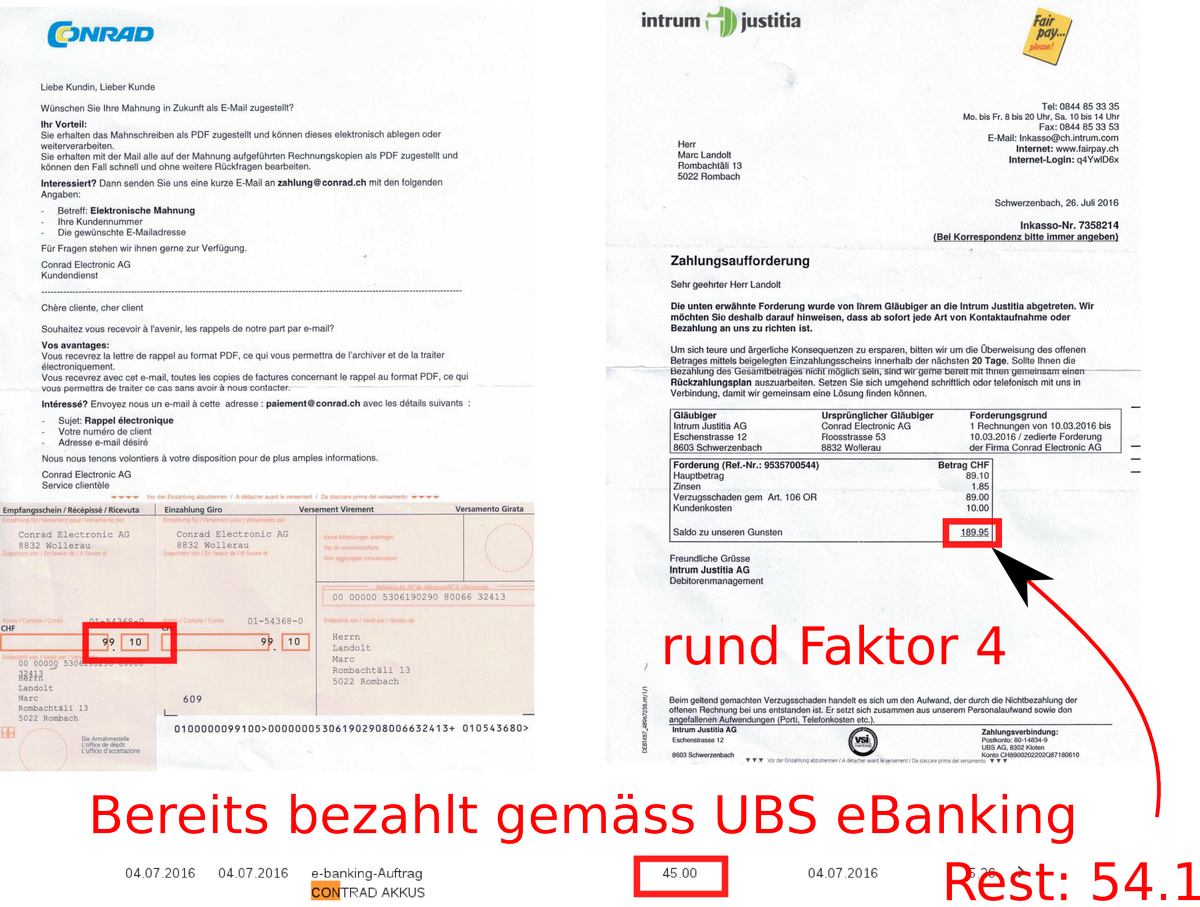 CONRAD
Liebe Kundin, Lieber Kunde
Wünschen Sie Ihre Mahnung in Zukunft als E-Mail zugestellt?
Ihr Vorteil:
Sie erhalten das Mahnschreiben als PDF zugestellt und können dieses elektronisch ablegen oder
weiterverarbeiten.
Sie erhalten mit der Mail alle auf der Mahnung aufgeführten Rechnungskopien als PDF zugestellt und
können den Fall schnell und ohne weitere Rückfragen bearbeiten.
Interessiert? Dann senden Sie uns eine kurze E-Mail an zahlung@conrad.ch mit den folgenden
Angaben:
- Betreff: Elektronische Mahnung
- Ihre Kundennummer
- Die gewünschte E-Mailadresse
Für Fragen stehen wir ihnen gerne zur Verfügung.
Conrad Electronic AG
Kundendienst
Chère cliente, cher client
Souhaitez vous recevoir à l'avenir, les rappels de notre part par e-mail?
Vos avantages:
Vous recevrez la lettre de rappel au format PDF, ce qui vous permettra de l'archiver et de la traiter
électroniquement.
Vous recevrez avec cet e-mail, toutes les copies de factures concernant le rappel au format PDF, ce qui
vous permettra de traiter ce cas sans avoir à nous contacter.
Intéressé? Envoyez nous un e-mail à cette adresse : paiement@conrad.ch avec les détails suivants :
- Sujet: Rappel électronique
- Votre numéro de client
- Adresse e-mail désiré
Nous nous tenons volontiers à votre disposition pour de plus amples informations.
Conrad Electronic AG
Service clientèle
Vor der Einzahlung abzutrennen / A détacher avant le versement / Da staccare prima del versamento
Empfangsschein / Récépissé / Ricevuta
Einzahlung Giro
Versement Virement
Versamento Girata
Einzahlung für / Versement pour / Versamento per
Conrad Electronic AG
8832 Wollerau
Zugunsten von / En faveur de / A favore di
Einzahlung für / Versement pour / Versamento per
Conrad Electronic AG
8832 Wollerau
Zugunsten von / En faveur de / A favore di
Keine Mitteilungen anbringen
Pas de communications
Non aggiungete comunicazioni
00 00000 5306190290 80066 32413
Konto / Compte / Conto 01-54368-0
CHF
99. 10
Konto / Compte / Conto 01-54368-0
99. 10
Einbezahlt von / Versé par / Versato da
Herrn
Landolt
Marc
Rombachtäli 13
5022 Rombach
Einbezahlt von / Versé par / Versato da
00 00000 5306190290 80066
32413
Herrn
Landolt
Marc
Rombachtäli 13
5022 Rombach
609
Die Annahmestelle
L'office de dépôt
L'ufficio d'accettazione
0100000099100>000000053061902908006632413+ 010543680>
intrum justitia
Fair
pay...
please!
Tel: 0844 85 33 35
Mo. bis Fr. 8 bis 20 Uhr, Sa. 10 bis 14 Uhr
Fax: 0844 85 33 53
E-Mail: Inkasso@ch.intrum.com
Internet: www.fairpay.ch
Internet-Login: q4YwlD6x
Herr
Marc Landolt
Rombachtäli 13
5022 Rombach
Schwerzenbach, 26. Juli 2016
Inkasso-Nr. 7358214
(Bei Korrespondenz bitte immer angeben)
Zahlungsaufforderung
Sehr geehrter Herr Landolt
Die unten erwähnte Forderung wurde von Ihrem Gläubiger an die Intrum Justitia abgetreten. Wir
möchten Sie deshalb darauf hinweisen, dass ab sofort jede Art von Kontaktaufnahme oder
Bezahlung an uns zu richten ist.
Um sich teure und ärgerliche Konsequenzen zu ersparen, bitten wir um die Überweisung des offenen
Betrages mittels beigelegten Einzahlungsscheins innerhalb der nächsten 20 Tage. Sollte Ihnen die
Bezahlung des Gesamtbetrages nicht möglich sein, sind wir gerne bereit mit Ihnen gemeinsam einen
Rückzahlungsplan auszuarbeiten. Setzen Sie sich umgehend schriftlich oder telefonisch mit uns in
Verbindung, damit wir gemeinsam eine Lösung finden können.
Gläubiger Ursprünglicher Gläubiger Forderungsgrund
Intrum Justitia AG Conrad Electronic AG 1 Rechnungen von 10.03.2016 bis
Eschenstrasse 12 Roosstrasse 53 10.03.2016 / zedierte Forderung
8603 Schwerzenbach 8832 Wollerau der Firma Conrad Electronic AG
Forderung (Ref.-Nr.: 9535700544) Betrag CHF
Hauptbetrag 89.10
Zinsen 1.85
Verzugsschaden gem Art. 106 OR 89.00
Kundenkosten 10.00
Saldo zu unseren Gunsten 189.95
Freundliche Grüsse
Intrum Justitia AG
Debitorenmanagement
rund Faktor 4
Beim geltend gemachten Verzugsschaden handelt es sich um den Aufwand, der durch die Nichtbezahlung der
offenen Rechnung bei uns entstanden ist. Er setzt sich zusammen aus unserem Personalaufwand sowie den
angefallenen Aufwendungen (Porti, Telefonkosten etc.).
Intrum Justitia AG
Eschenstrasse 12
8603 Schwerzenbach
vsi
Zahlungsverbindung:
Postkonto: 80-14834-9
UBS AG, 8302 Kloten
Konto CH8900202202Q87180610
Vor der Einzahlung abzutrennen / A détacher avant le versement / Da staccare prima del versamento
Bereits bezahlt gemäss UBS eBanking
04.07.2016 04.07.2016 e-banking-Auftrag 45.00 04.07.2016
CONTRAD AKKUS
Rest: 54.1